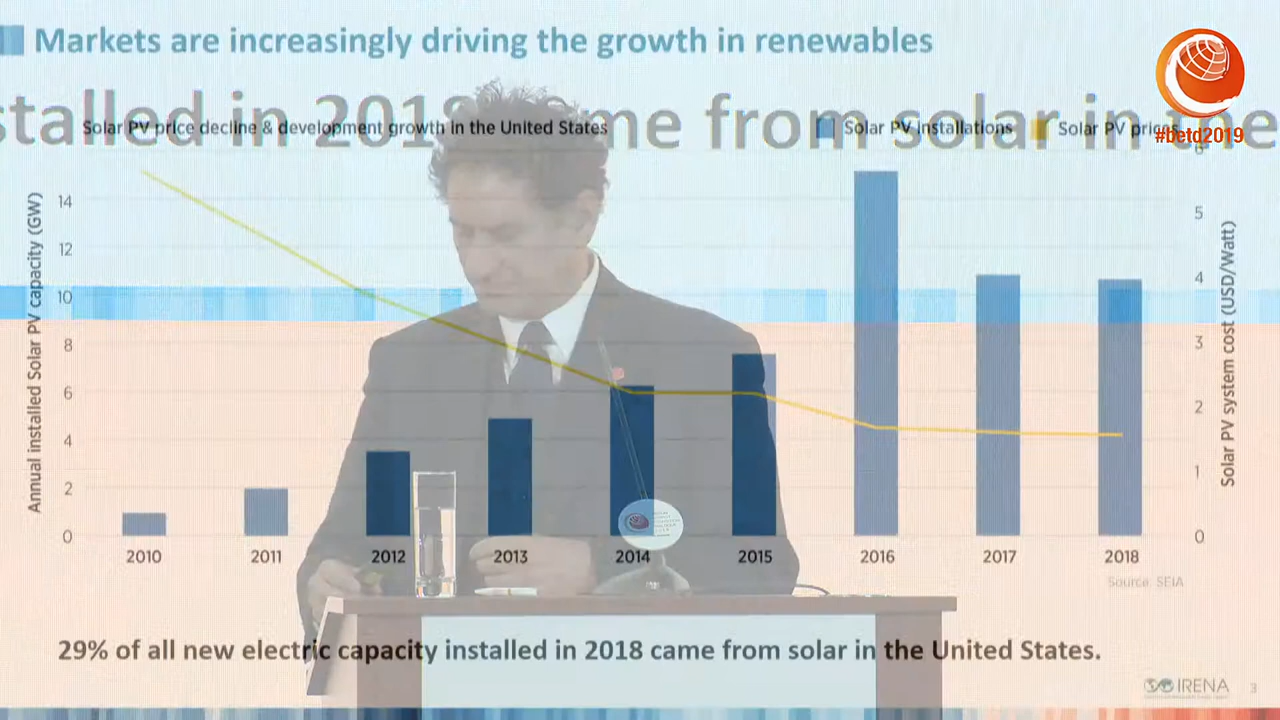 Markets are increasingly driving the growth in renewables
stalled in 2018 came from solar in the
Solar PV price decline & development growth in the United States
Solar PV installations
Solar PV
#betd2019
Annual installed Solar PV capacity (GW)
14
12
10
8
6
4
2
0
6
5
4
3
2
1
0
Solar PV system cost (USD/Watt)
2010 2011 2012 2013 2014 2015 2016 2017 2018
Source: SEIA
29% of all new electric capacity installed in 2018 came from solar in the United States.
IRENA
3